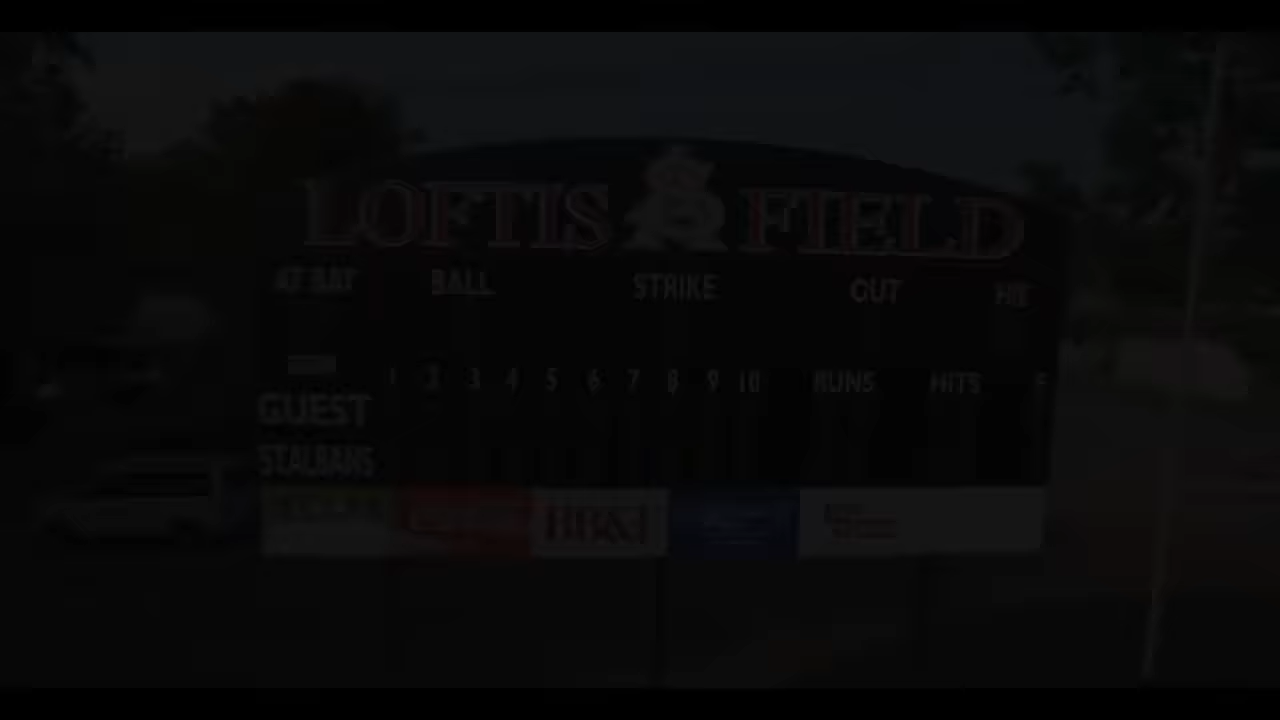 LOFTIS FIELD
AT BAT BALL STRIKE OUT HIT
1 2 3 4 5 6 7 8 9 10 RUNS HITS
GUEST
ST.ALBANS